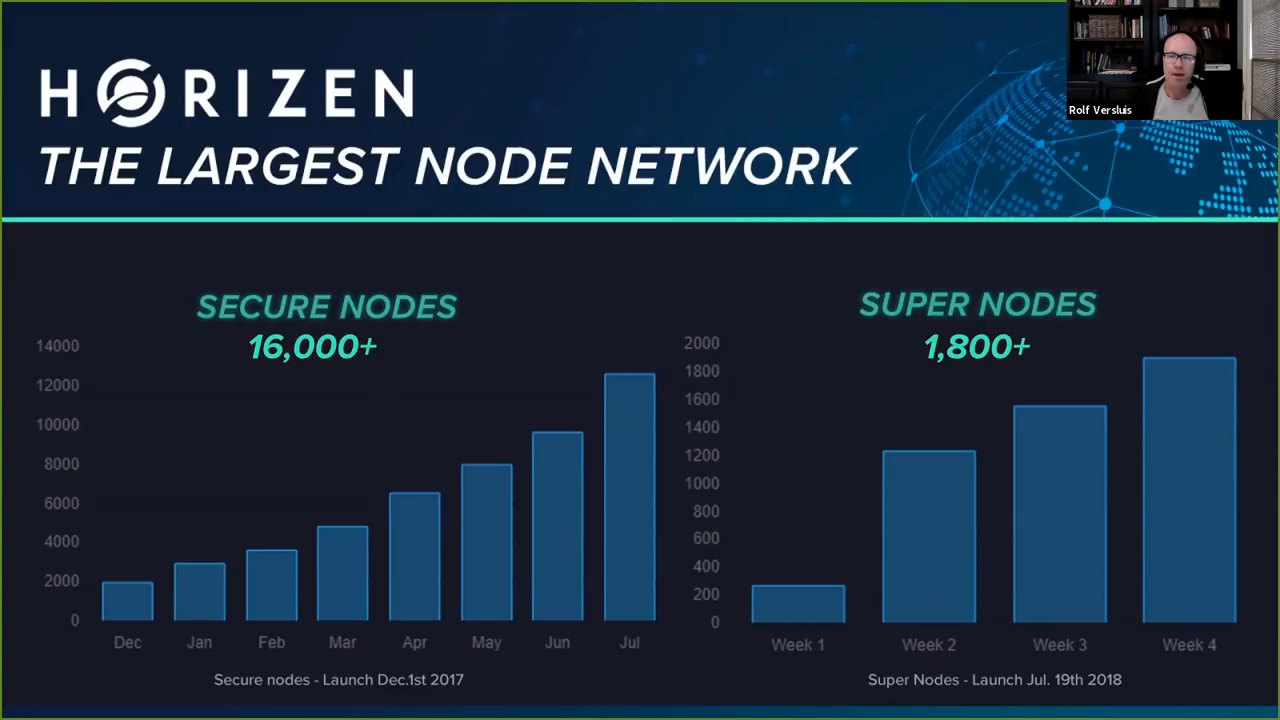 HORIZEN
THE LARGEST NODE NETWORK
Rolf Versluis
SECURE NODES
16,000+
14000
12000
10000
8000
6000
4000
2000
0
Dec Jan Feb Mar Apr May Jun Jul
Secure nodes - Launch Dec.1st 2017
SUPER NODES
1,800+
2000
1800
1600
1400
1200
1000
800
600
400
200
0
Week 1 Week 2 Week 3 Week 4
Super Nodes - Launch Jul. 19th 2018